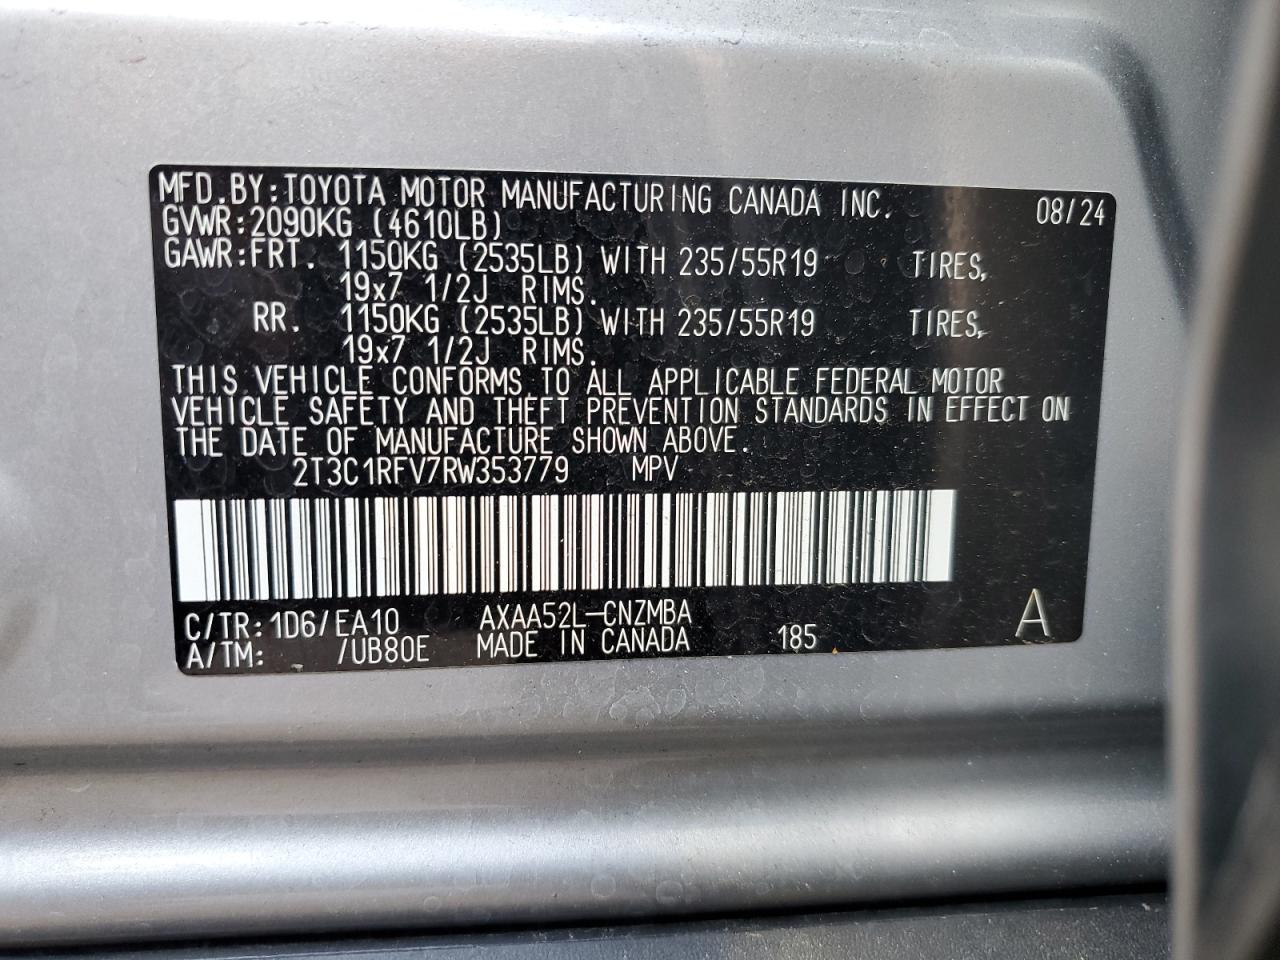 MFD.BY:TOYOTA MOTOR MANUFACTURING CANADA INC. 08/24
GVWR:2090KG (4610LB)
GAWR:FRT. 1150KG (2535LB) WITH 235/55R19 TIRES,
19x7 1/2J RIMS.
RR. 1150KG (2535LB) WITH 235/55R19 TIRES,
19x7 1/2J RIMS.
THIS VEHICLE CONFORMS TO ALL APPLICABLE FEDERAL MOTOR
VEHICLE SAFETY AND THEFT PREVENTION STANDARDS IN EFFECT ON
THE DATE OF MANUFACTURE SHOWN ABOVE.
2T3C1RFV7RW353779 MPV
C/TR:1D6/EA10 AXAA52L-CNZMBA A
A/TM: /UB80E MADE IN CANADA 185